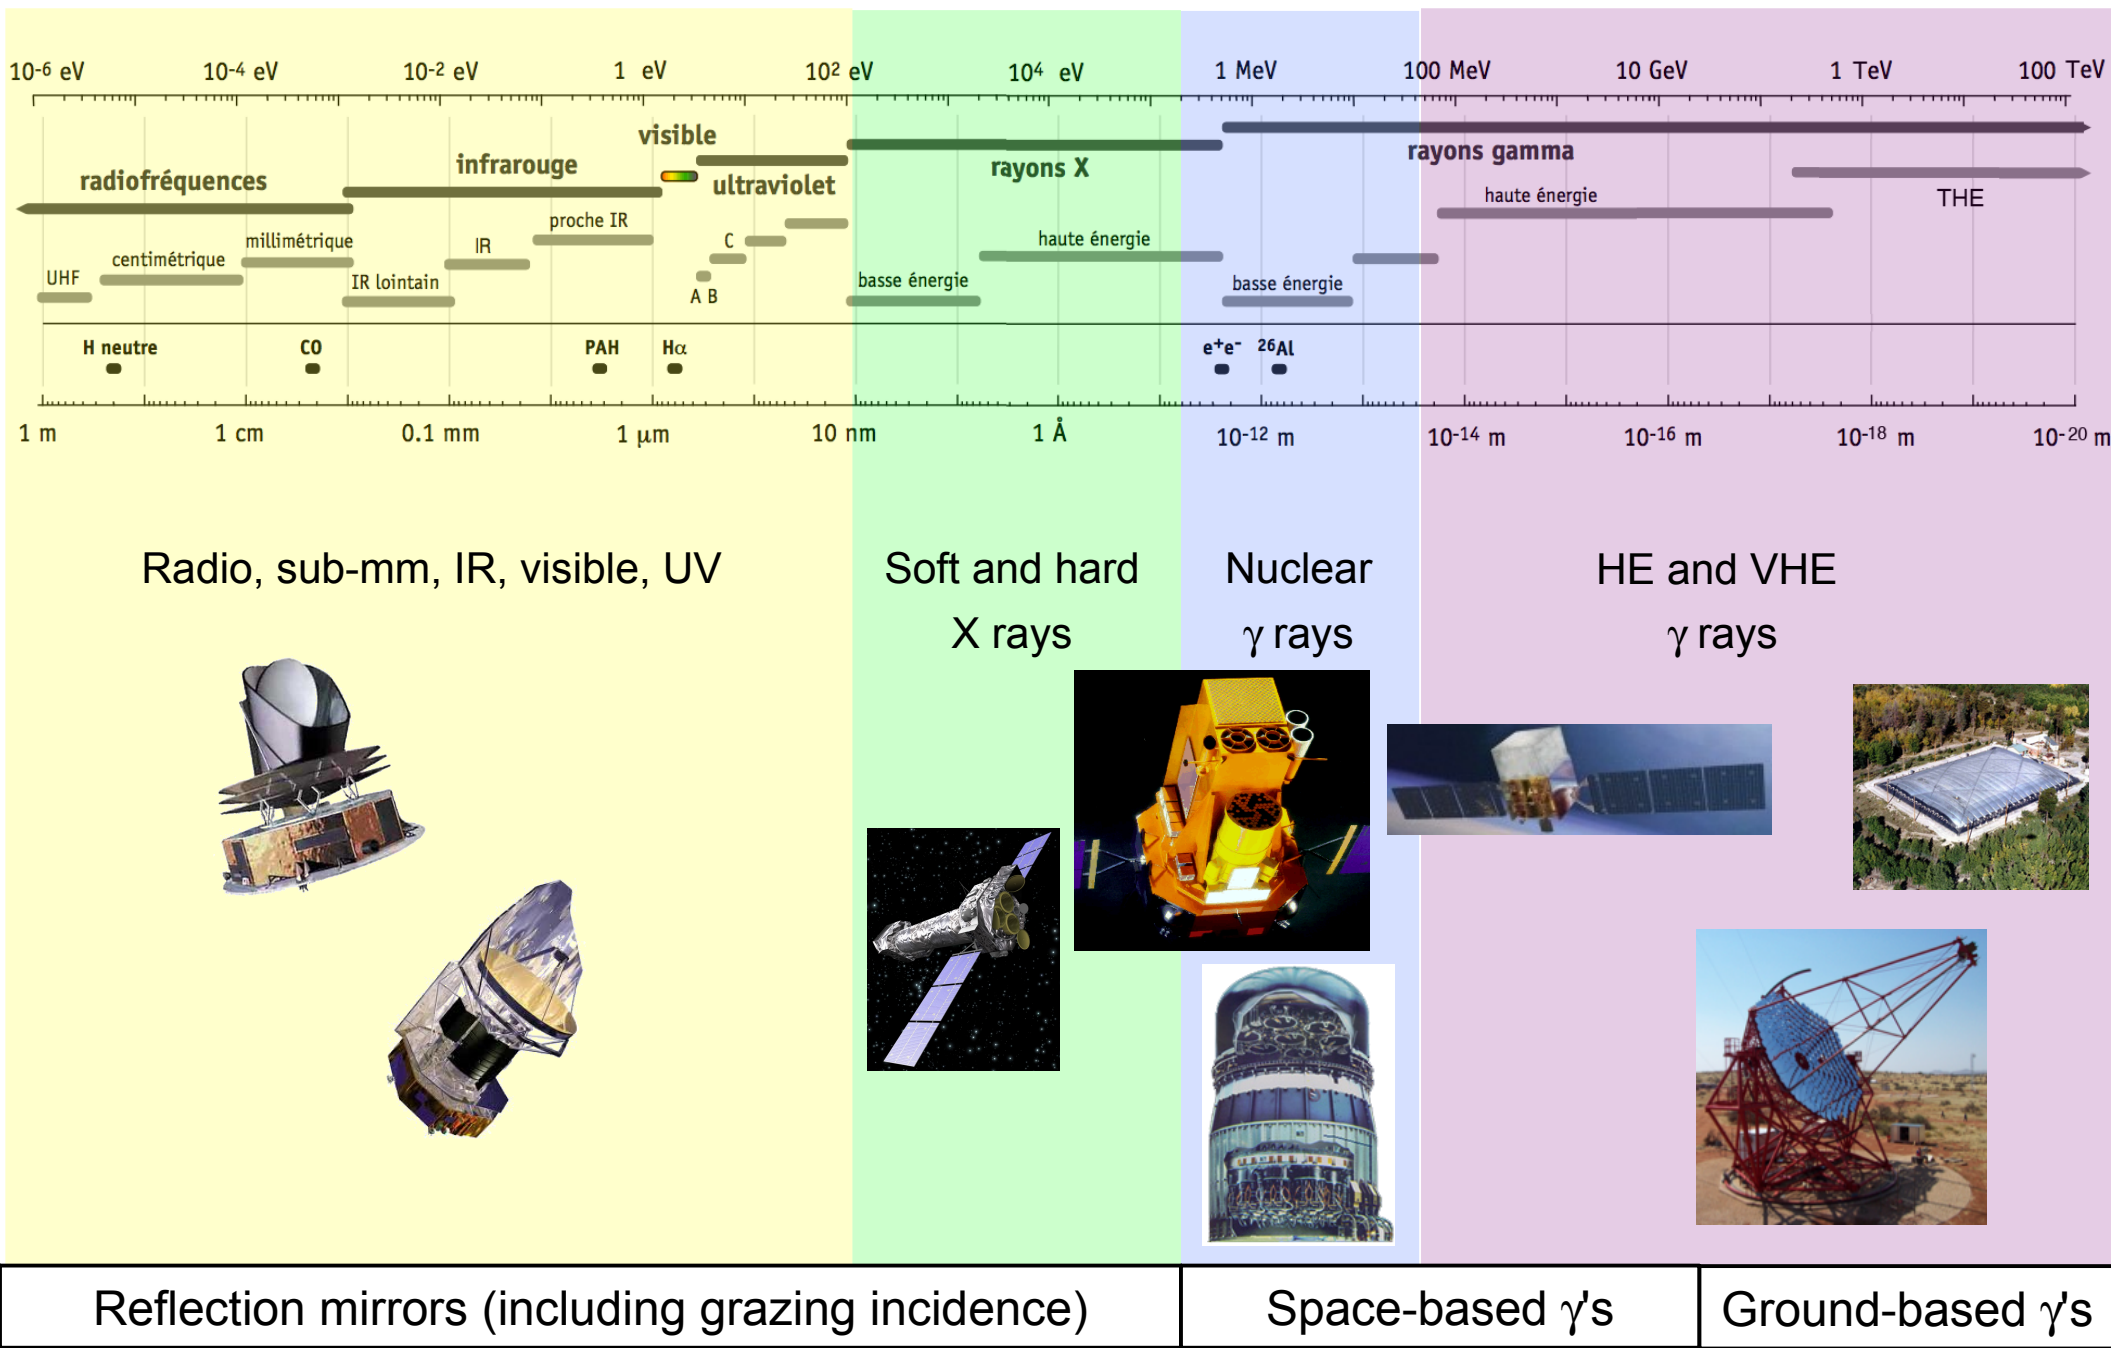 10-6 eV 10-4 eV 10-2 eV 1 eV 10² eV 10⁴ eV 1 MeV 100 MeV 10 GeV 1 TeV 100 TeV
visible
infrarouge
rayons X
rayons gamma
radiofréquences
ultraviolet
haute énergie
THE
proche IR
millimétrique
IR
C
haute énergie
centimétrique
UHF
IR lointain
A B
basse énergie
basse énergie
H neutre CO PAH Hα e⁺e⁻ ²⁶Al
1 m 1 cm 0.1 mm 1 µm 10 nm 1 Å 10-12 m 10-14 m 10-16 m 10-18 m 10-20 m
Radio, sub-mm, IR, visible, UV
Soft and hard
X rays
Nuclear
γ rays
HE and VHE
γ rays
Reflection mirrors (including grazing incidence)
Space-based γ's
Ground-based γ's